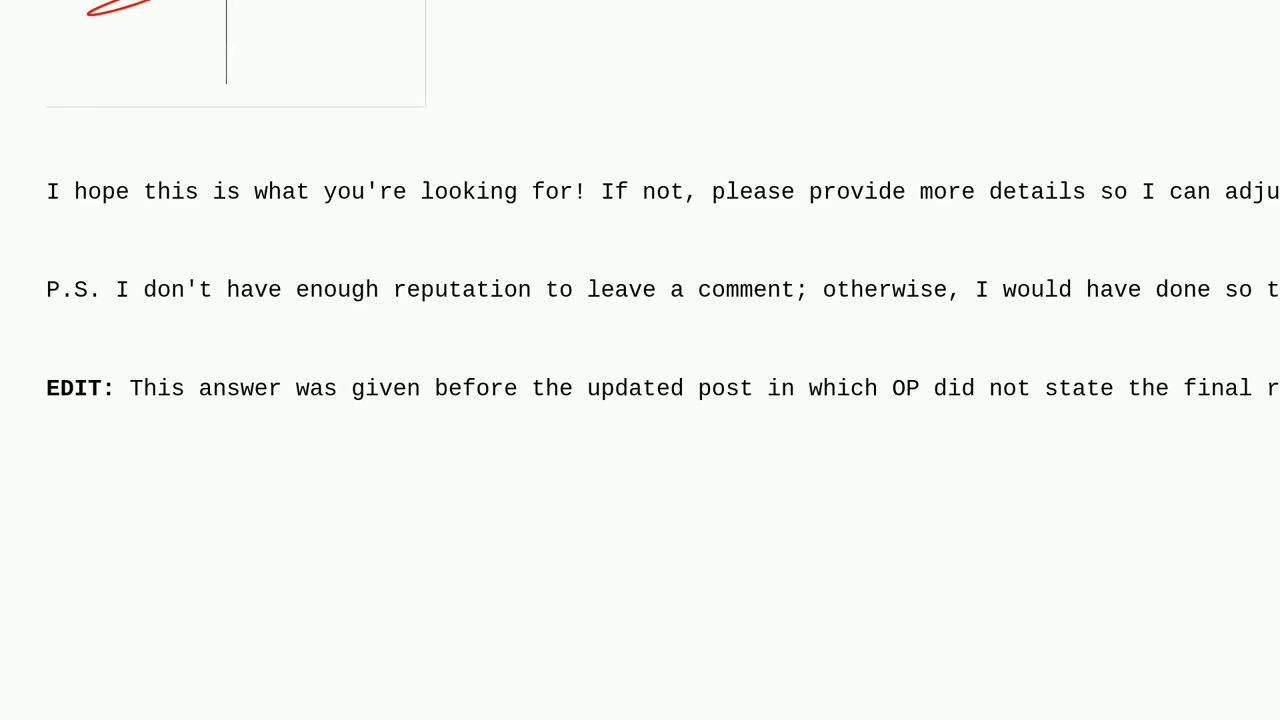 I hope this is what you're looking for! If not, please provide more details so I can
P.S. I don't have enough reputation to leave a comment; otherwise, I would have done so
EDIT: This answer was given before the updated post in which OP did not state the final